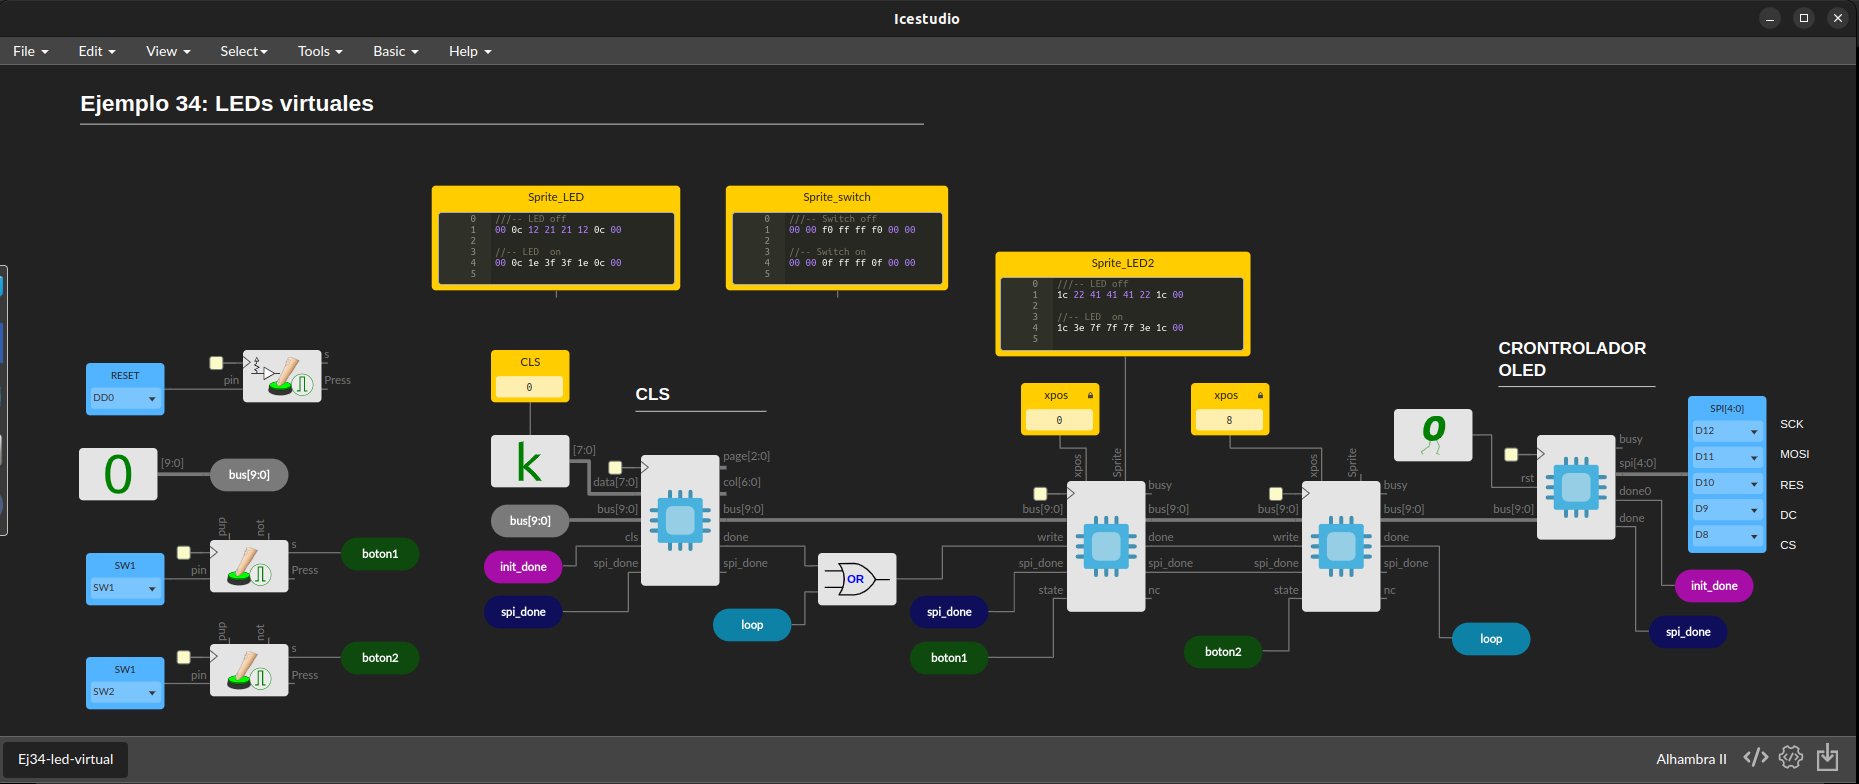 Icestudio
File Edit View Select Tools Basic Help
Ejemplo 34: LEDs virtuales
Sprite_LED
0 ///-- LED off
1 00 0c 12 21 21 12 0c 00
2
3 //-- LED  on
4 00 0c 1e 3f 3f 1e 0c 00
5
Sprite_switch
0 ///-- Switch off
1 00 00 f0 ff ff f0 00 00
2
3 //-- Switch on
4 00 00 0f ff ff 0f 00 00
5
Sprite_LED2
0 ///-- LED off
1 1c 22 41 41 41 22 1c 00
2
3 //-- LED  on
4 1c 3e 7f 7f 7f 3e 1c 00
5
RESET
DD0
pin
s
Press
0
[9:0]
bus[9:0]
SW1
SW1
pup
not
pin
s
Press
boton1
SW1
SW2
pup
not
pin
s
Press
boton2
CLS
0
k
[7:0]
CLS
data[7:0]
bus[9:0]
bus[9:0]
cls
init_done
spi_done
spi_done
page[2:0]
col[6:0]
bus[9:0]
done
spi_done
OR
loop
xpos
0
xpos
Sprite
bus[9:0]
write
spi_done
state
busy
bus[9:0]
done
spi_done
nc
spi_done
boton1
xpos
8
xpos
Sprite
bus[9:0]
write
spi_done
state
busy
bus[9:0]
done
spi_done
nc
boton2
loop
CRONTROLADOR
OLED
o
rst
bus[9:0]
busy
spi[4:0]
done0
done
SPI[4:0]
D12 SCK
D11 MOSI
D10 RES
D9 DC
D8 CS
init_done
spi_done
Ej34-led-virtual
Alhambra II